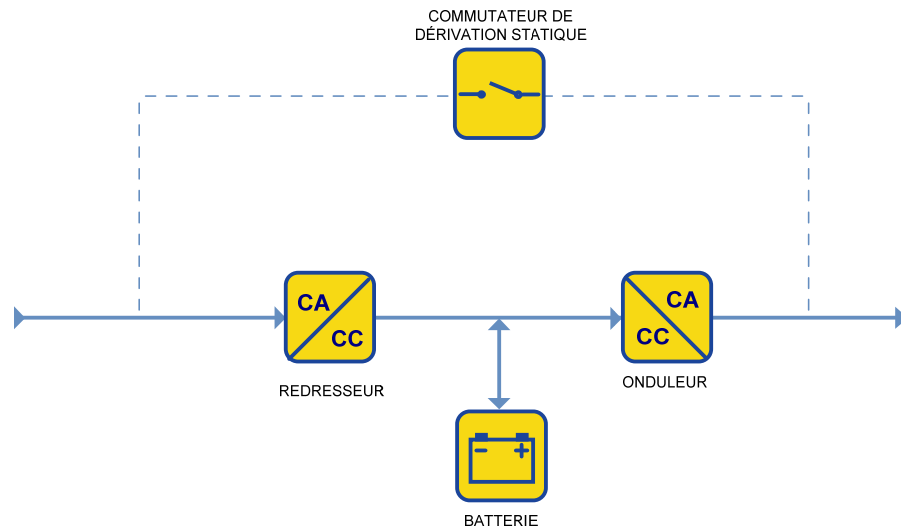 COMMUTATEUR DE
DÉRIVATION STATIQUE
CA
CC
REDRESSEUR
CA
CC
ONDULEUR
- +
BATTERIE